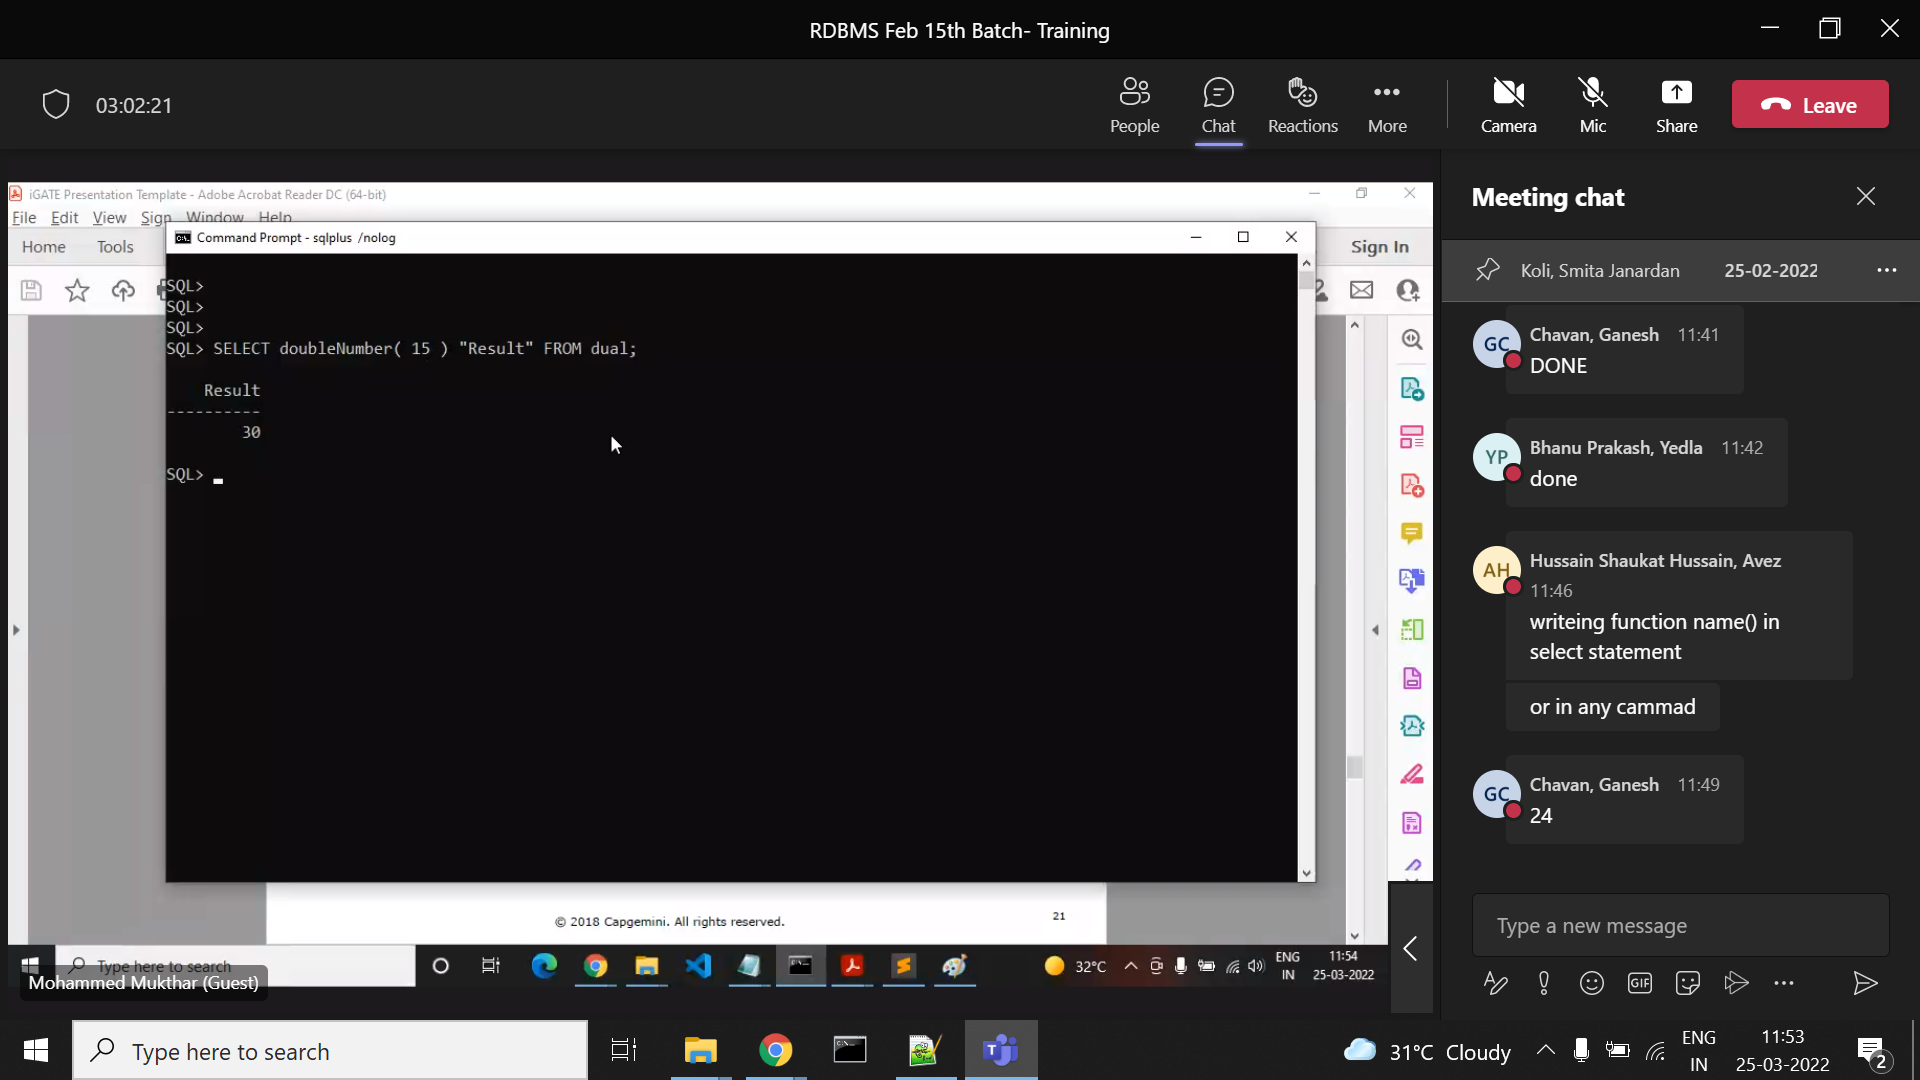 RDBMS Feb 15th Batch- Training
03:02:21
People
Chat
Reactions
More
Camera
Mic
Share
Leave
iGATE Presentation Template - Adobe Acrobat Reader DC (64-bit)
File Edit View Sign Window Help
Home Tools
Sign In
Command Prompt - sqlplus /nolog
SQL>
SQL>
SQL>
SQL> SELECT doubleNumber( 15 ) "Result" FROM dual;
Result
----------
30
SQL>
© 2018 Capgemini. All rights reserved.
21
Type here to search
32°C
ENG
IN
11:54
25-03-2022
Mohammed Mukthar (Guest)
Meeting chat
Koli, Smita Janardan 25-02-2022
GC
Chavan, Ganesh 11:41
DONE
YP
Bhanu Prakash, Yedla 11:42
done
AH
Hussain Shaukat Hussain, Avez
11:46
writeing function name() in
select statement
or in any cammad
GC
Chavan, Ganesh 11:49
24
Type a new message
GIF
Type here to search
31°C Cloudy
ENG
IN
11:53
25-03-2022
2